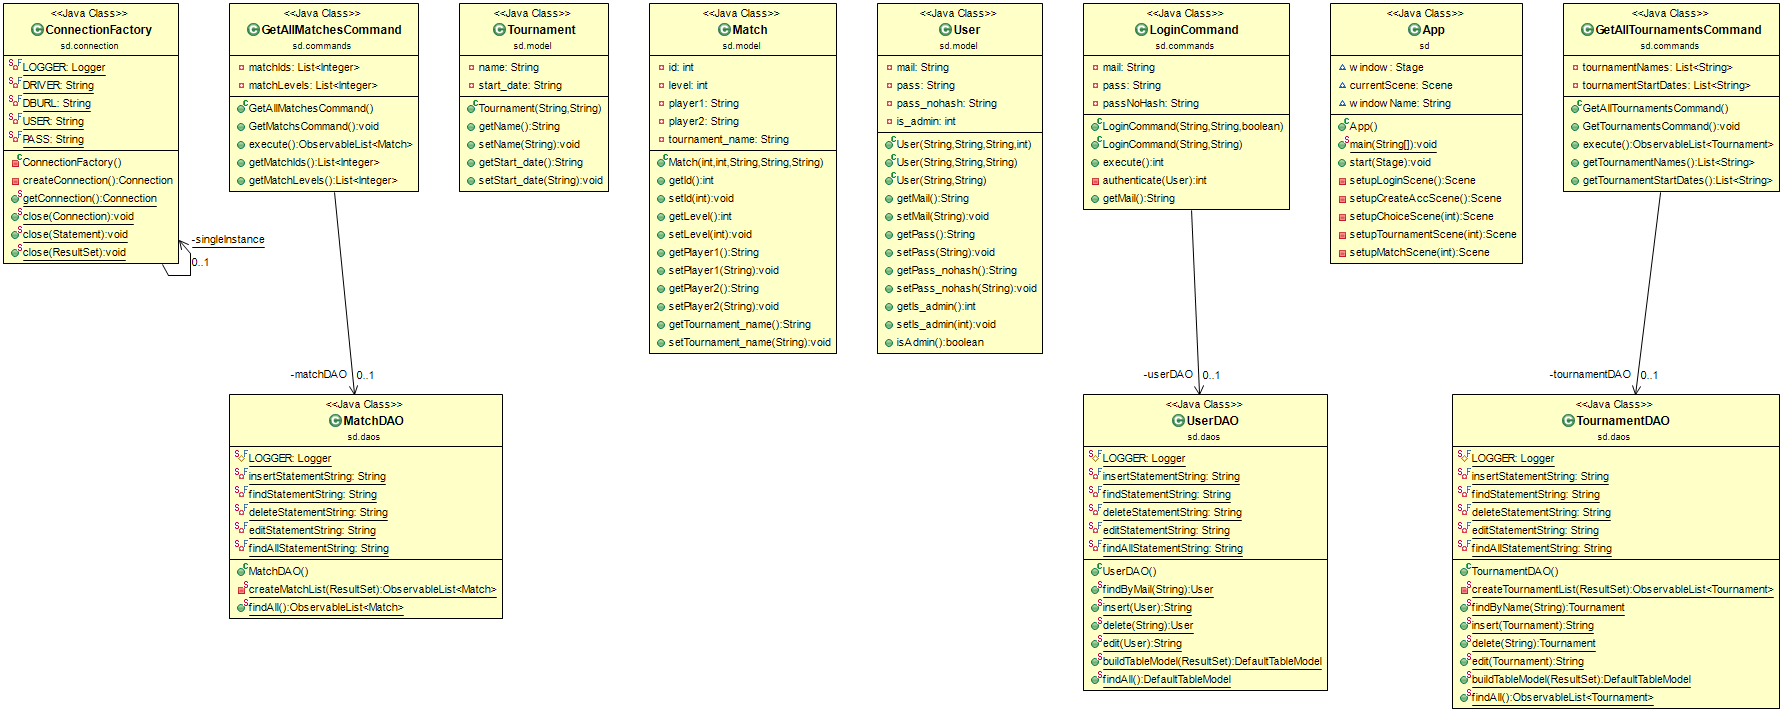 <<Java Class>>
ConnectionFactory
sd.connection
LOGGER: Logger
DRIVER: String
DBURL: String
USER: String
PASS: String
ConnectionFactory()
createConnection():Connection
getConnection():Connection
close(Connection):void
close(Statement):void
close(ResultSet):void
-singleInstance
0..1
<<Java Class>>
GetAllMatchesCommand
sd.commands
matchIds: List<Integer>
matchLevels: List<Integer>
GetAllMatchesCommand()
GetMatchsCommand():void
execute():ObservableList<Match>
getMatchIds():List<Integer>
getMatchLevels():List<Integer>
<<Java Class>>
Tournament
sd.model
name: String
start_date: String
Tournament(String,String)
getName():String
setName(String):void
getStart_date():String
setStart_date(String):void
<<Java Class>>
Match
sd.model
id: int
level: int
player1: String
player2: String
tournament_name: String
Match(int,int,String,String,String)
getId():int
setId(int):void
getLevel():int
setLevel(int):void
getPlayer1():String
setPlayer1(String):void
getPlayer2():String
setPlayer2(String):void
getTournament_name():String
setTournament_name(String):void
<<Java Class>>
User
sd.model
mail: String
pass: String
pass_nohash: String
is_admin: int
User(String,String,String,int)
User(String,String,String)
User(String,String)
getMail():String
setMail(String):void
getPass():String
setPass(String):void
getPass_nohash():String
setPass_nohash(String):void
getIs_admin():int
setIs_admin(int):void
isAdmin():boolean
<<Java Class>>
LoginCommand
sd.commands
mail: String
pass: String
passNoHash: String
LoginCommand(String,String,boolean)
LoginCommand(String,String)
execute():int
authenticate(User):int
getMail():String
<<Java Class>>
App
sd
window: Stage
currentScene: Scene
windowName: String
App()
main(String[]):void
start(Stage):void
setupLoginScene():Scene
setupCreateAccScene():Scene
setupChoiceScene(int):Scene
setupTournamentScene(int):Scene
setupMatchScene(int):Scene
<<Java Class>>
GetAllTournamentsCommand
sd.commands
tournamentNames: List<String>
tournamentStartDates: List<String>
GetAllTournamentsCommand()
GetTournamentsCommand():void
execute():ObservableList<Tournament>
getTournamentNames():List<String>
getTournamentStartDates():List<String>
-matchDAO 0..1
<<Java Class>>
MatchDAO
sd.daos
LOGGER: Logger
insertStatementString: String
findStatementString: String
deleteStatementString: String
editStatementString: String
findAllStatementString: String
MatchDAO()
createMatchList(ResultSet):ObservableList<Match>
findAll():ObservableList<Match>
-userDAO 0..1
<<Java Class>>
UserDAO
sd.daos
LOGGER: Logger
insertStatementString: String
findStatementString: String
deleteStatementString: String
editStatementString: String
findAllStatementString: String
UserDAO()
findByMail(String):User
insert(User):String
delete(String):User
edit(User):String
buildTableModel(ResultSet):DefaultTableModel
findAll():DefaultTableModel
-tournamentDAO 0..1
<<Java Class>>
TournamentDAO
sd.daos
LOGGER: Logger
insertStatementString: String
findStatementString: String
deleteStatementString: String
editStatementString: String
findAllStatementString: String
TournamentDAO()
createTournamentList(ResultSet):ObservableList<Tournament>
findByName(String):Tournament
insert(Tournament):String
delete(String):Tournament
edit(Tournament):String
buildTableModel(ResultSet):DefaultTableModel
findAll():ObservableList<Tournament>